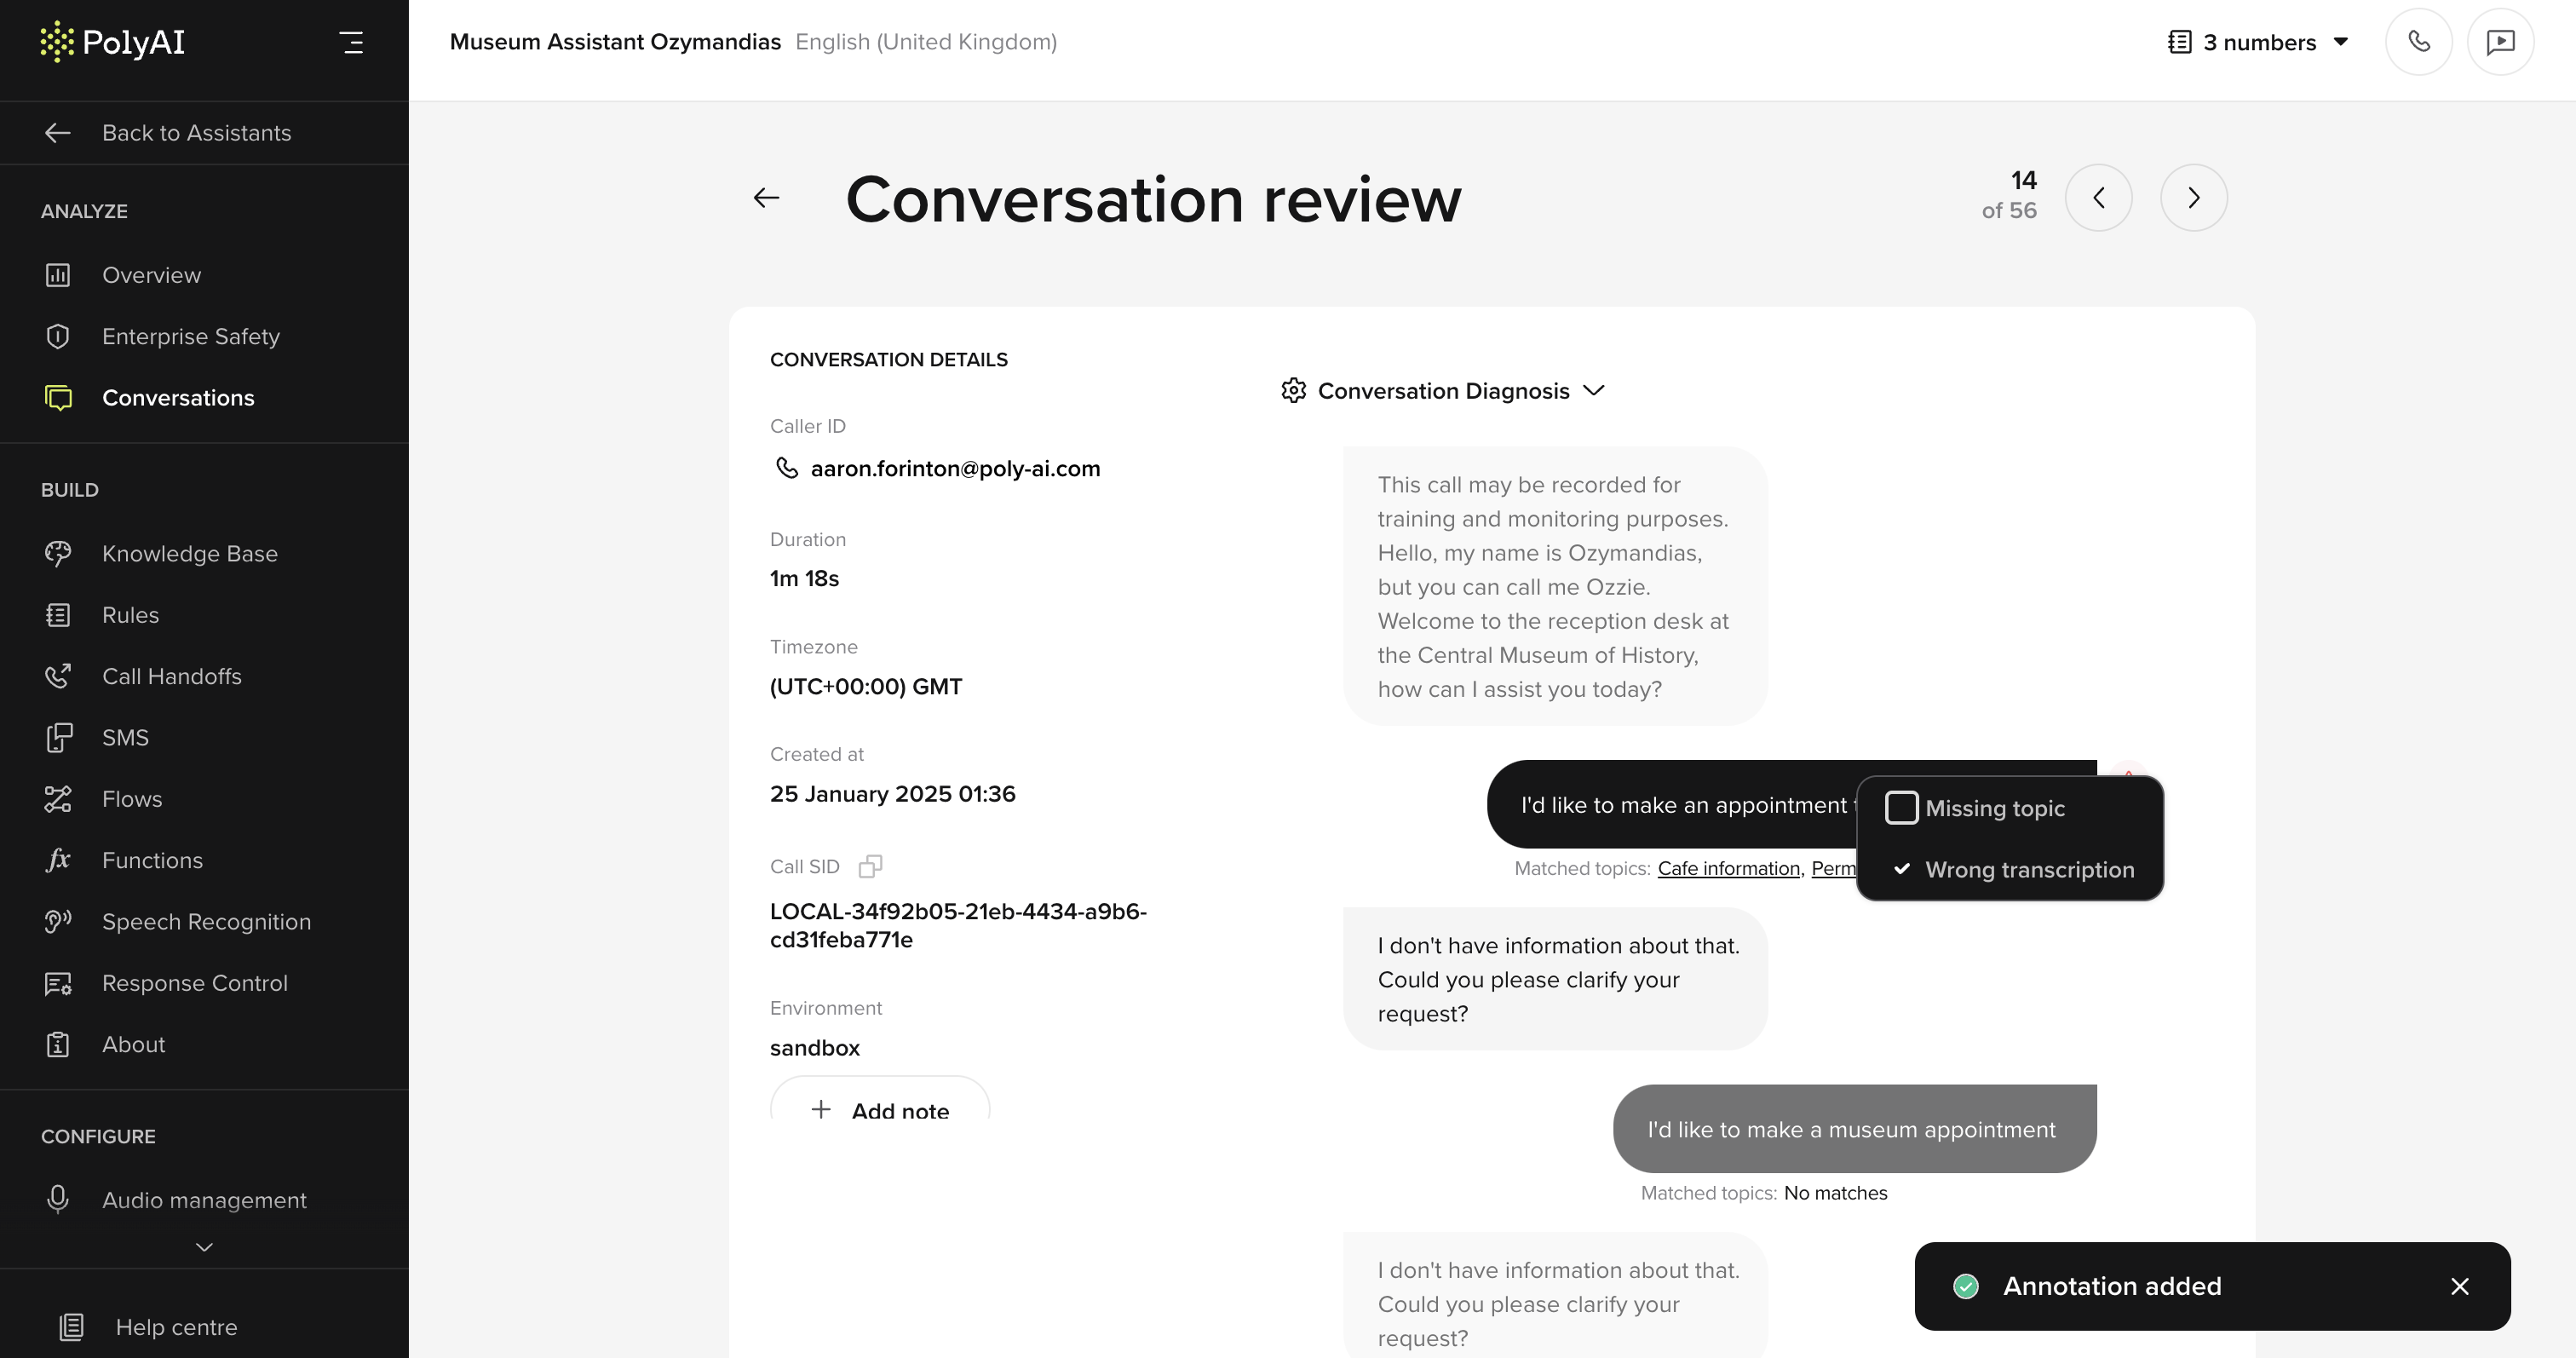 PolyAI
Back to Assistants
ANALYZE
Overview
Enterprise Safety
Conversations
BUILD
Knowledge Base
Rules
Call Handoffs
SMS
Flows
fx Functions
Speech Recognition
Response Control
About
CONFIGURE
Audio management
Help centre
Museum Assistant Ozymandias English (United Kingdom)
3 numbers
Conversation review
14
of 56
CONVERSATION DETAILS
Caller ID
aaron.forinton@poly-ai.com
Duration
1m 18s
Timezone
(UTC+00:00) GMT
Created at
25 January 2025 01:36
Call SID
LOCAL-34f92b05-21eb-4434-a9b6-
cd31feba771e
Environment
sandbox
Add note
Conversation Diagnosis
This call may be recorded for
training and monitoring purposes.
Hello, my name is Ozymandias,
but you can call me Ozzie.
Welcome to the reception desk at
the Central Museum of History,
how can I assist you today?
I'd like to make an appointment
Matched topics: Cafe information, Perm
Missing topic
Wrong transcription
I don't have information about that.
Could you please clarify your
request?
I'd like to make a museum appointment
Matched topics: No matches
I don't have information about that.
Could you please clarify your
request?
Annotation added